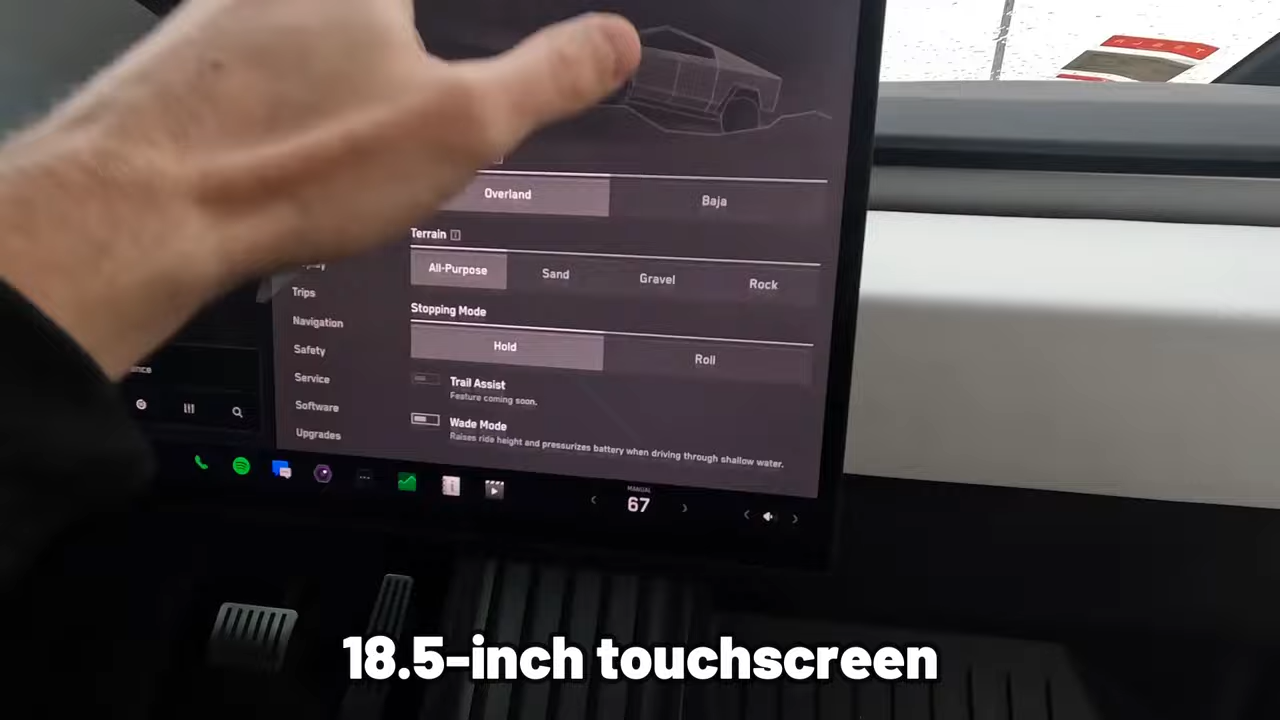 TESLA
Overland
Baja
Terrain
All-Purpose
Sand
Gravel
Rock
Trips
Navigation
Stopping Mode
Safety
Hold
Roll
Service
Trail Assist
Feature coming soon.
Software
Wade Mode
Raises ride height and pressurizes battery when driving through shallow water.
Upgrades
MANUAL
67
18.5-inch touchscreen